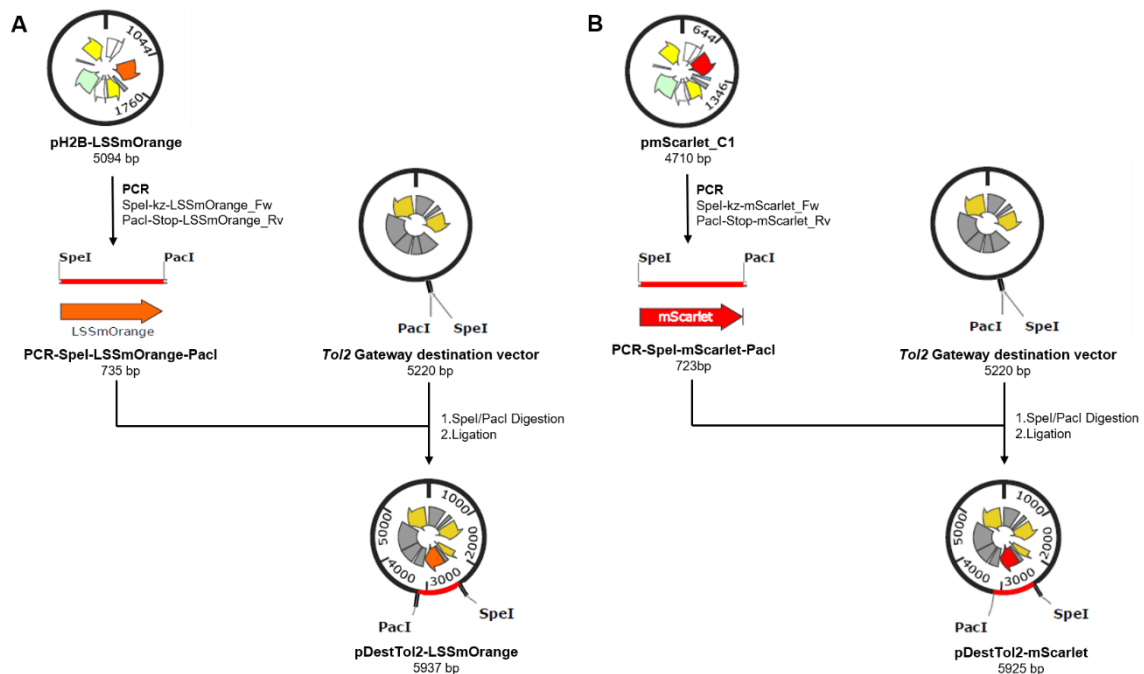 A
1044
1760
pH2B-LSSmOrange
5094 bp
PCR
SpeI-kz-LSSmOrange_Fw
PacI-Stop-LSSmOrange_Rv
SpeI PacI
LSSmOrange
PCR-SpeI-LSSmOrange-PacI
735 bp
PacI SpeI
Tol2 Gateway destination vector
5220 bp
1.SpeI/PacI Digestion
2.Ligation
1000
2000
3000
4000
5000
PacI
SpeI
pDestTol2-LSSmOrange
5937 bp
B
644
1346
pmScarlet_C1
4710 bp
PCR
SpeI-kz-mScarlet_Fw
PacI-Stop-mScarlet_Rv
SpeI PacI
mScarlet
PCR-SpeI-mScarlet-PacI
723bp
PacI SpeI
Tol2 Gateway destination vector
5220 bp
1.SpeI/PacI Digestion
2.Ligation
1000
2000
3000
4000
5000
PacI
SpeI
pDestTol2-mScarlet
5925 bp